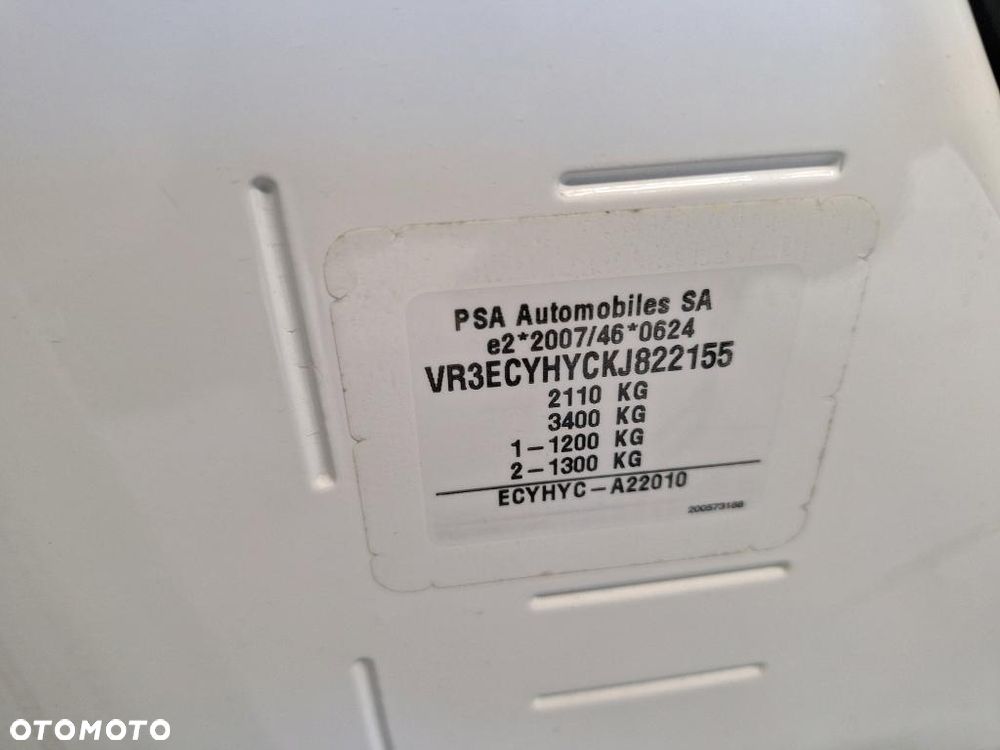 PSA Automobiles SA
e2*2007/46*0624
VR3ECYHYCKJ822155
2110 KG
3400 KG
1-1200 KG
2-1300 KG
ECYHYC-A22010
200573168
OTOMOTO